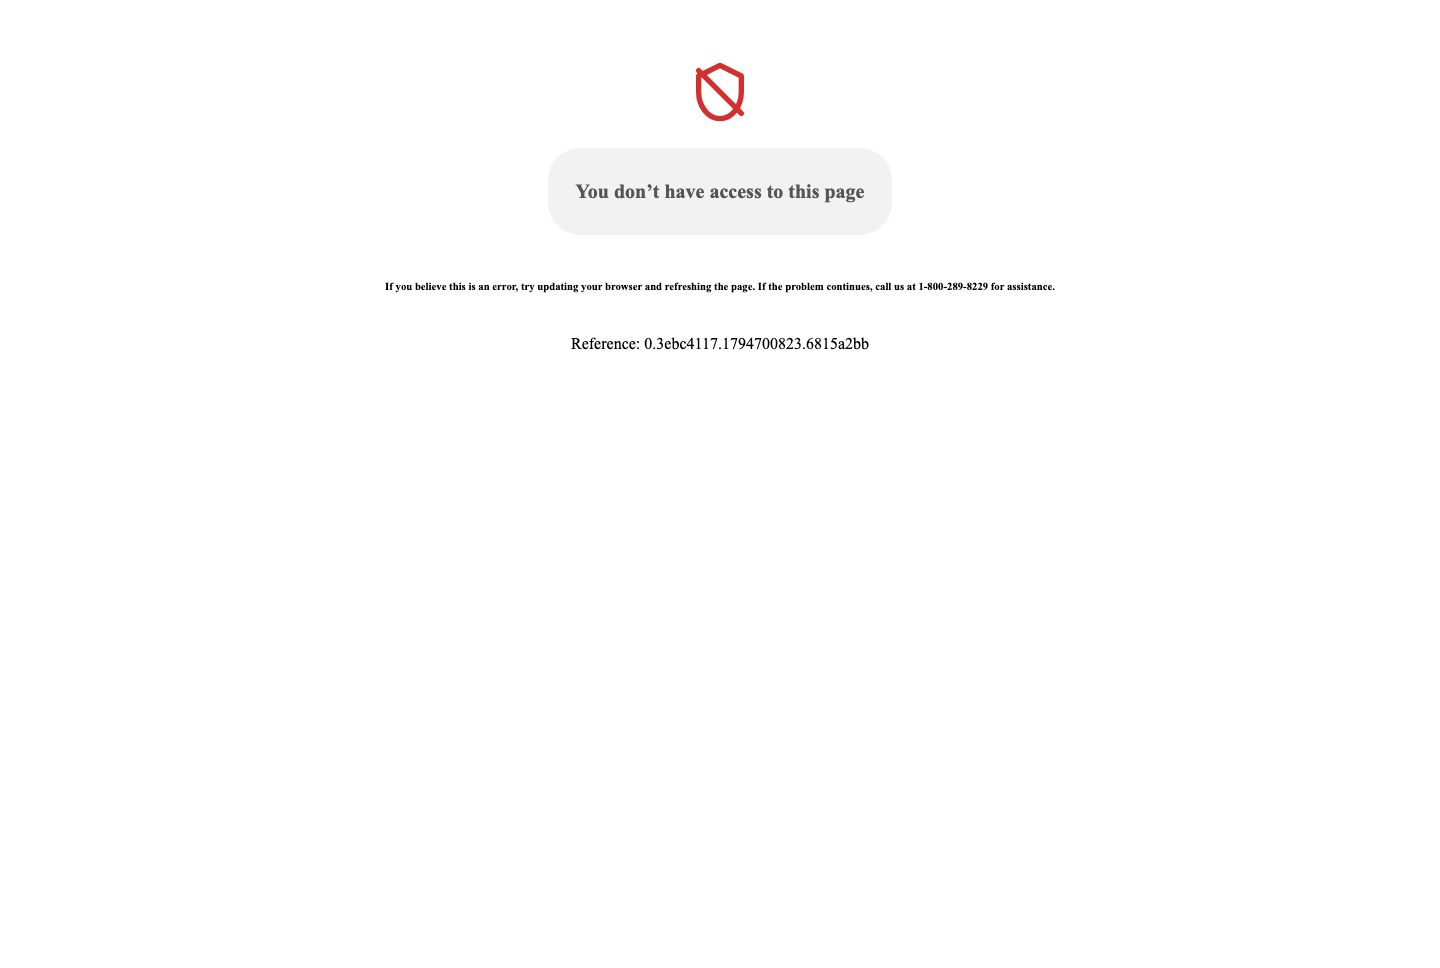 You don’t have access to this page
If you believe this is an error, try updating your browser and refreshing the page. If the problem continues, call us at 1-800-289-8229 for assistance.
Reference: 0.3ebc4117.1794700823.6815a2bb